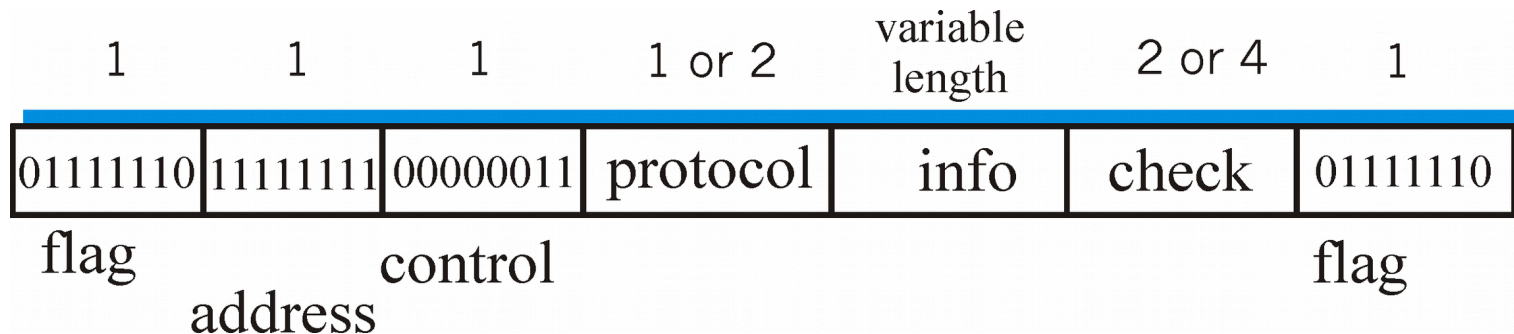 1 1 1 1 or 2 variable length 2 or 4 1
01111110 11111111 00000011 protocol info check 01111110
flag address control flag